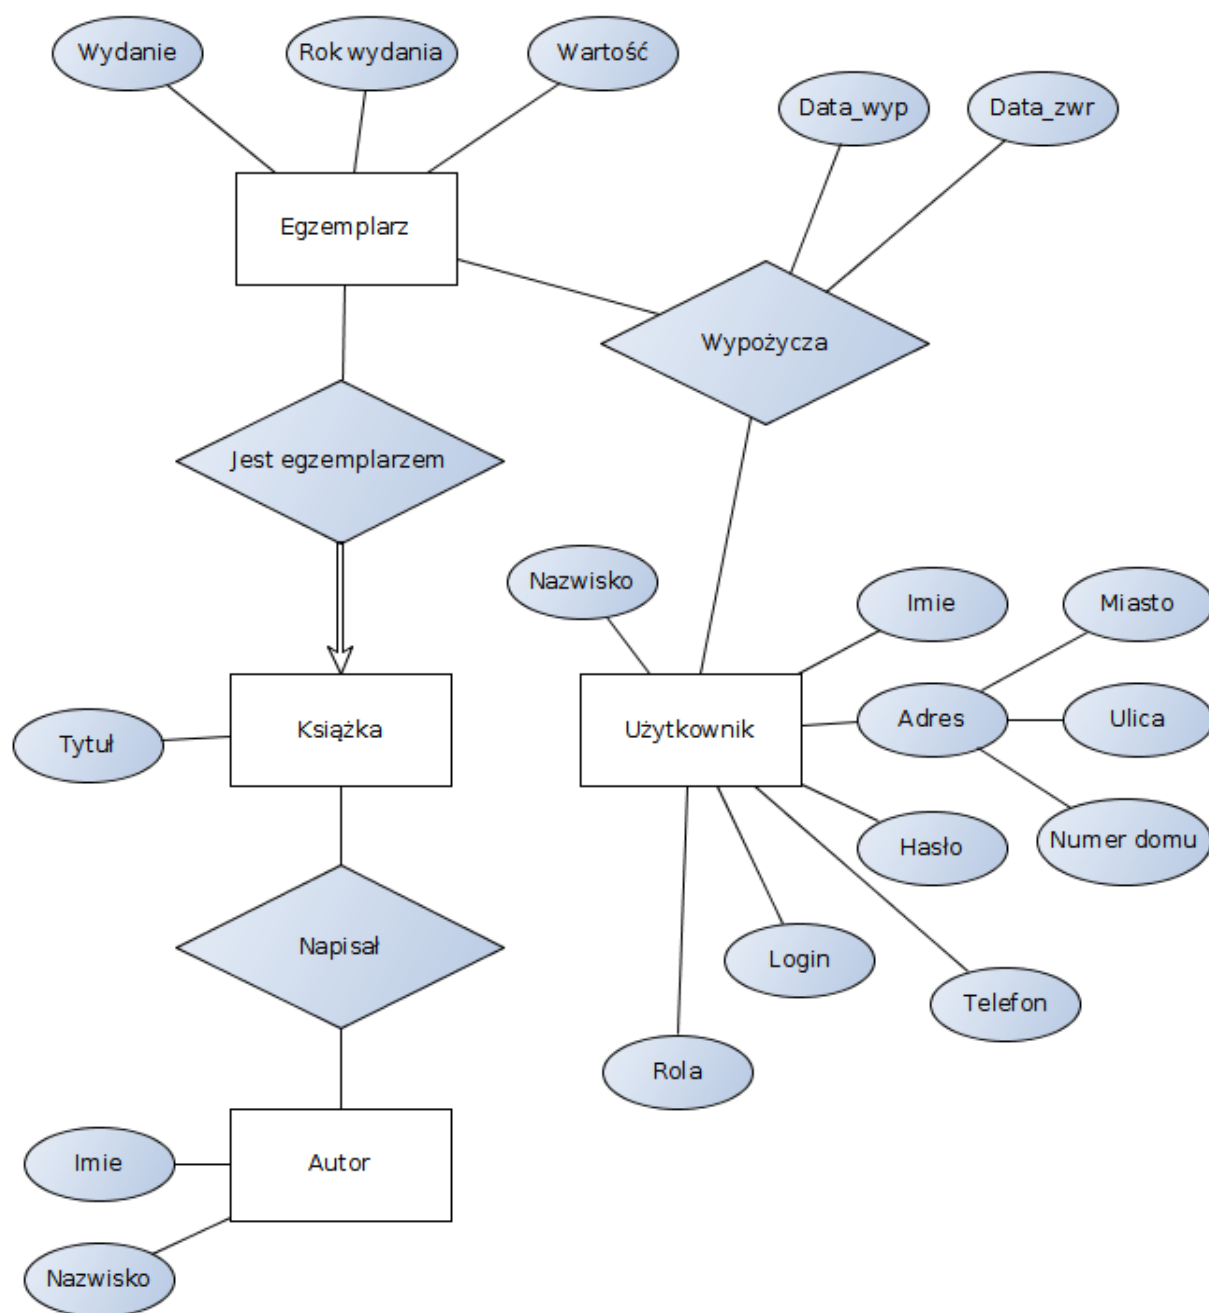 Wydanie
Rok wydania
Wartość
Data_wyp
Data_zwr
Egzemplarz
Wypożycza
Jest egzemplarzem
Nazwisko
Imie
Miasto
Tytuł
Książka
Użytkownik
Adres
Ulica
Hasło
Numer domu
Napisał
Login
Telefon
Rola
Imie
Autor
Nazwisko